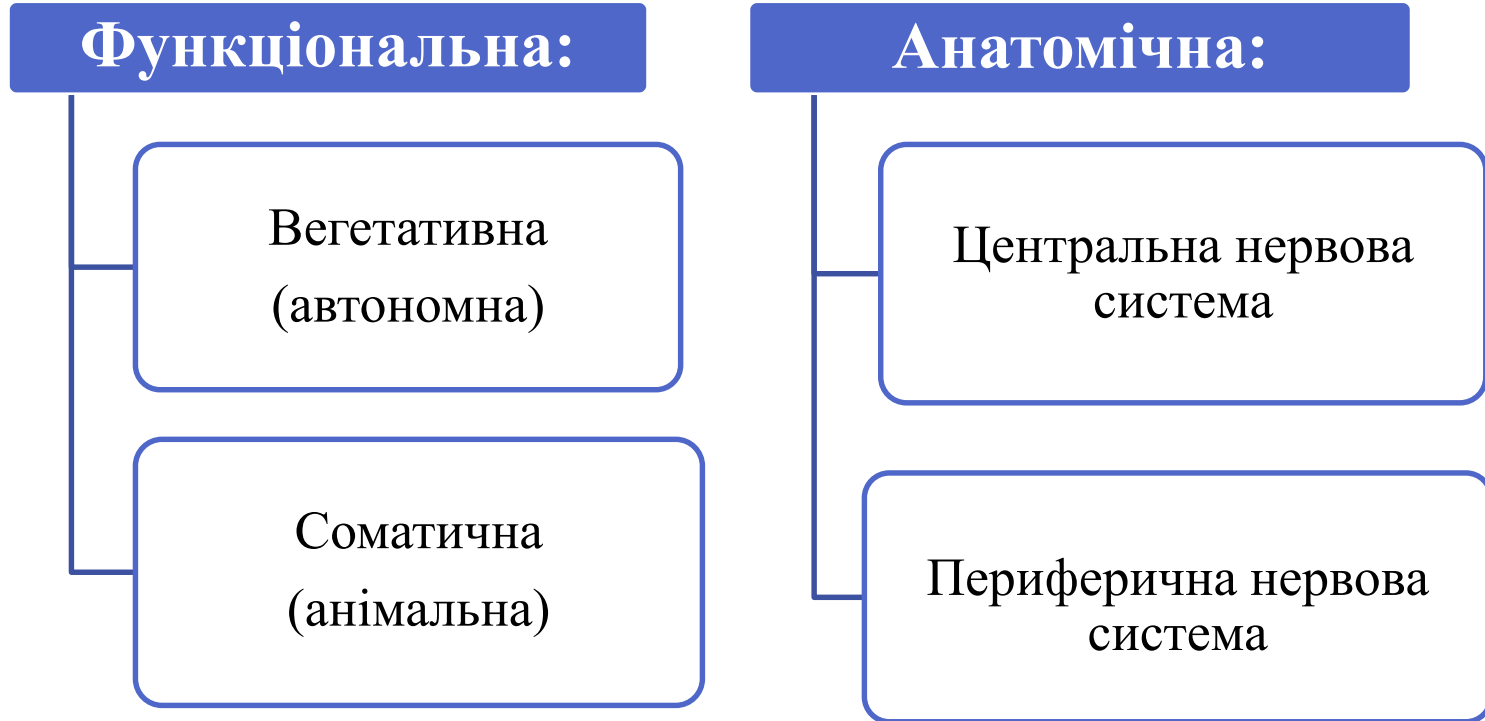 Функціональна:
Вегетативна
(автономна)
Соматична
(анімальна)
Анатомічна:
Центральна нервова
система
Периферична нервова
система